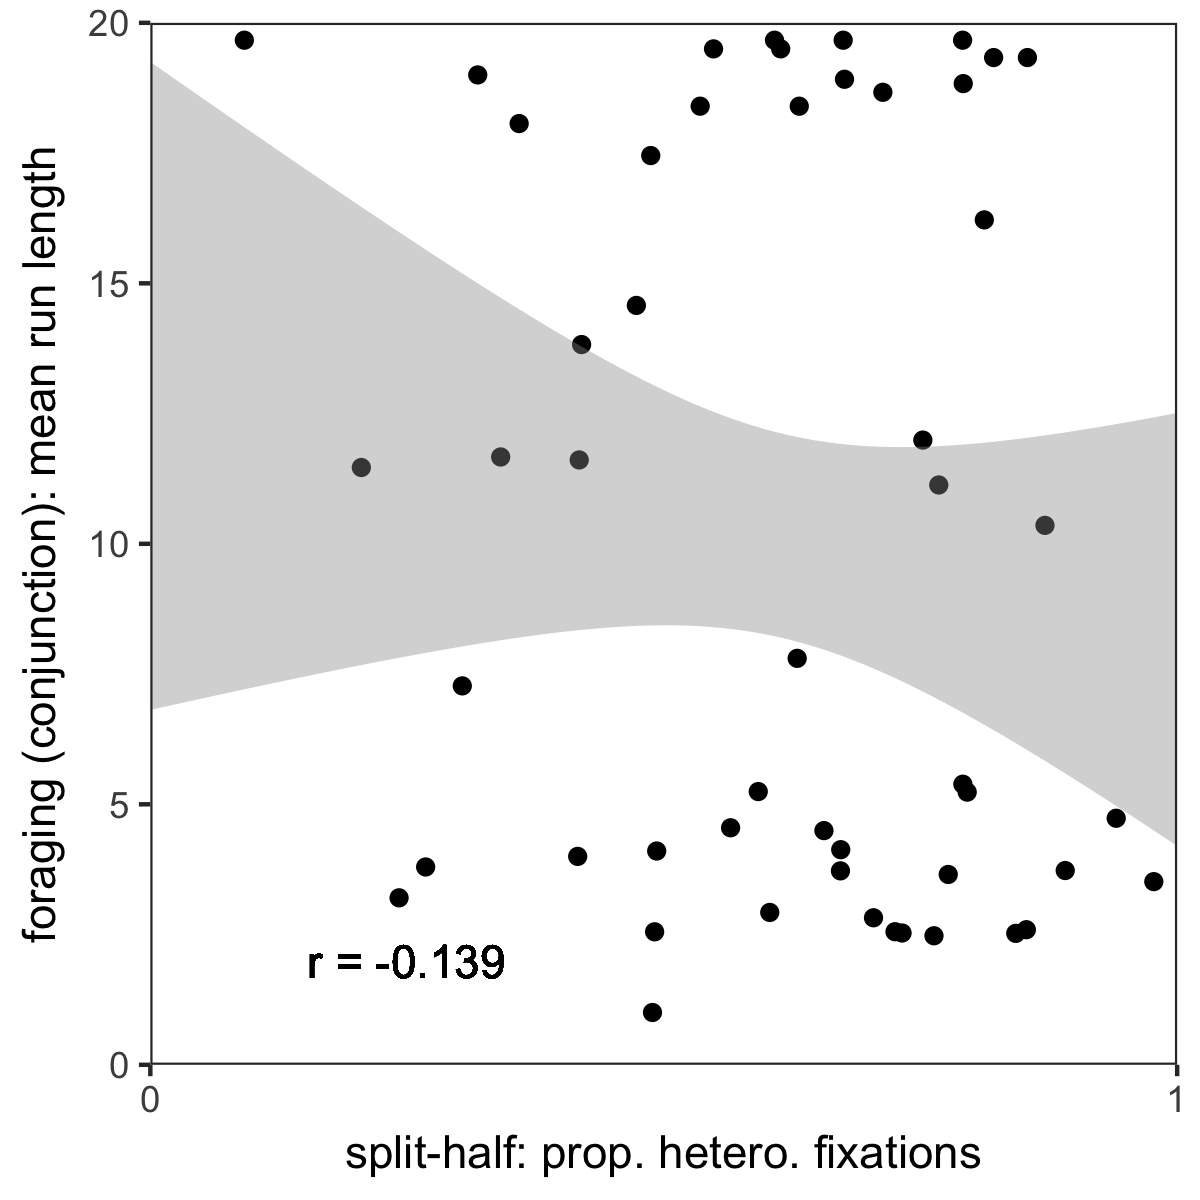 20
15
10
5
0
foraging (conjunction): mean run length
r = -0.139
0
1
split-half: prop. hetero. fixations